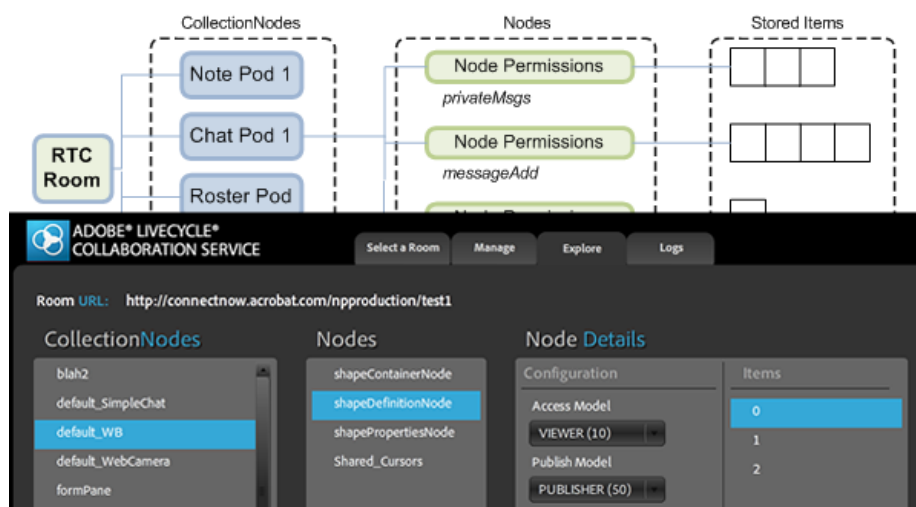 CollectionNodes
Nodes
Stored Items
Note Pod 1
Node Permissions
privateMsgs
Chat Pod 1
Node Permissions
messageAdd
RTC
Room
Roster Pod
ADOBE® LIVECYCLE®
COLLABORATION SERVICE
Select a Room
Manage
Explore
Logs
Room URL: http://connectnow.acrobat.com/npproduction/test1
CollectionNodes
Nodes
Node Details
blah2
default_SimpleChat
default_WB
default_WebCamera
formPane
shapeContainerNode
shapeDefinitionNode
shapePropertiesNode
Shared_Cursors
Configuration
Access Model
VIEWER (10)
Publish Model
PUBLISHER (50)
Items
0
1
2